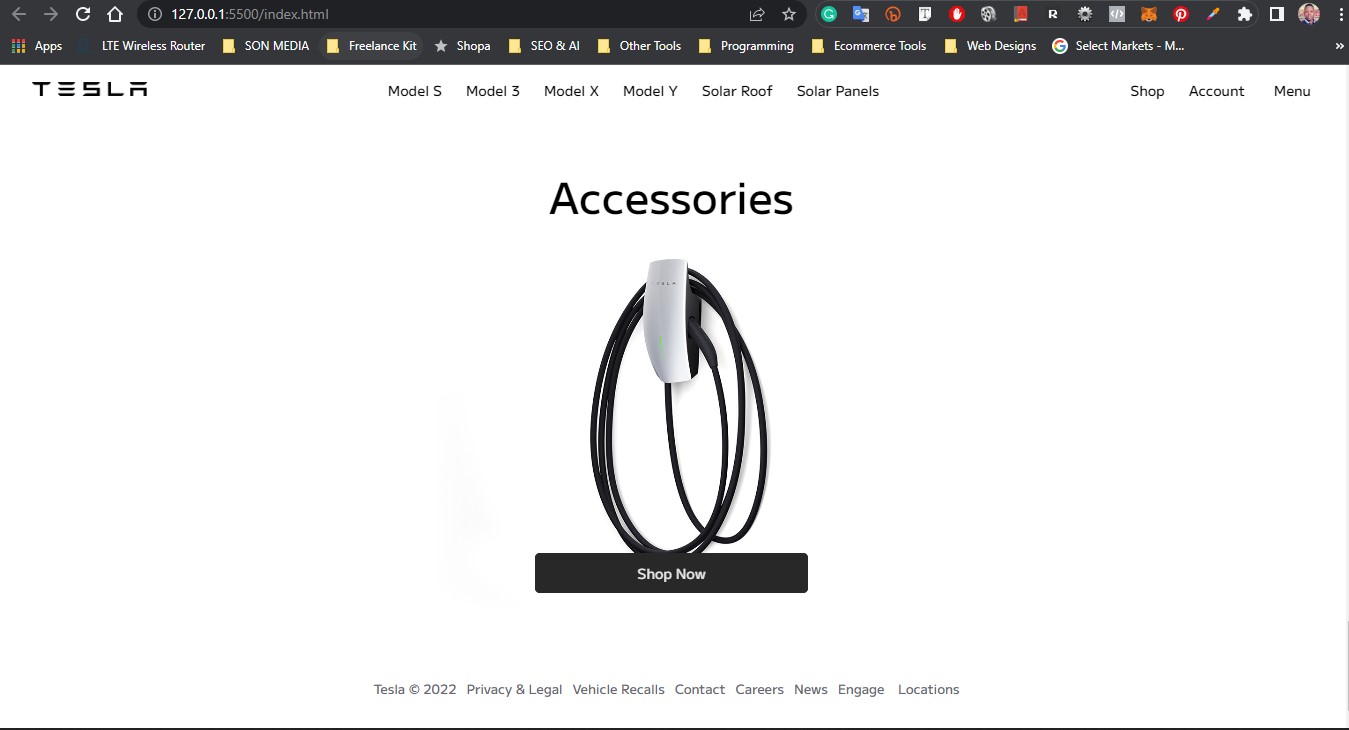 127.0.0.1:5500/index.html
Apps LTE Wireless Router SON MEDIA Freelance Kit Shopa SEO & AI Other Tools Programming Ecommerce Tools Web Designs Select Markets - M... »
TESLA Model S Model 3 Model X Model Y Solar Roof Solar Panels Shop Account Menu
Accessories
TESLA
Shop Now
Tesla © 2022 Privacy & Legal Vehicle Recalls Contact Careers News Engage Locations